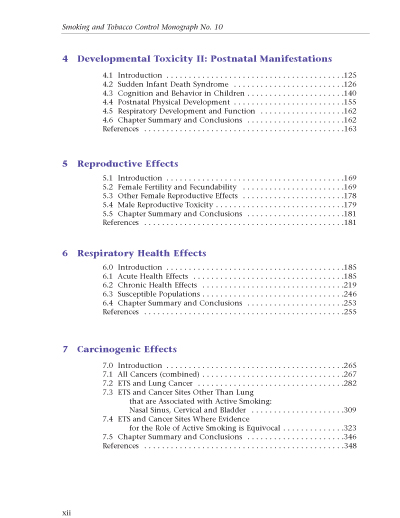 Smoking and Tobacco Control Monograph No. 10
4 Developmental Toxicity II: Postnatal Manifestations
4.1 Introduction . . . . . . . . . . . . . . . . . . . . . . . . . . . . . . . . . . . . . . . .125
4.2 Sudden Infant Death Syndrome . . . . . . . . . . . . . . . . . . . . . . . . .126
4.3 Cognition and Behavior in Children . . . . . . . . . . . . . . . . . . . . . .140
4.4 Postnatal Physical Development . . . . . . . . . . . . . . . . . . . . . . . . .155
4.5 Respiratory Development and Function . . . . . . . . . . . . . . . . . . .162
4.6 Chapter Summary and Conclusions . . . . . . . . . . . . . . . . . . . . . .162
References . . . . . . . . . . . . . . . . . . . . . . . . . . . . . . . . . . . . . . . . . . . . .163
5 Reproductive Effects
5.1 Introduction . . . . . . . . . . . . . . . . . . . . . . . . . . . . . . . . . . . . . . . .169
5.2 Female Fertility and Fecundability . . . . . . . . . . . . . . . . . . . . . . .169
5.3 Other Female Reproductive Effects . . . . . . . . . . . . . . . . . . . . . . .178
5.4 Male Reproductive Toxicity . . . . . . . . . . . . . . . . . . . . . . . . . . . . .179
5.5 Chapter Summary and Conclusions . . . . . . . . . . . . . . . . . . . . . .181
References . . . . . . . . . . . . . . . . . . . . . . . . . . . . . . . . . . . . . . . . . . . . .181
6 Respiratory Health Effects
6.0 Introduction . . . . . . . . . . . . . . . . . . . . . . . . . . . . . . . . . . . . . . . .185
6.1 Acute Health Effects . . . . . . . . . . . . . . . . . . . . . . . . . . . . . . . . . .185
6.2 Chronic Health Effects . . . . . . . . . . . . . . . . . . . . . . . . . . . . . . . .219
6.3 Susceptible Populations . . . . . . . . . . . . . . . . . . . . . . . . . . . . . . . .246
6.4 Chapter Summary and Conclusions . . . . . . . . . . . . . . . . . . . . . .253
References . . . . . . . . . . . . . . . . . . . . . . . . . . . . . . . . . . . . . . . . . . . . .255
7 Carcinogenic Effects
7.0 Introduction . . . . . . . . . . . . . . . . . . . . . . . . . . . . . . . . . . . . . . . .265
7.1 All Cancers (combined) . . . . . . . . . . . . . . . . . . . . . . . . . . . . . . . .267
7.2 ETS and Lung Cancer . . . . . . . . . . . . . . . . . . . . . . . . . . . . . . . . .282
7.3 ETS and Cancer Sites Other Than Lung
that are Associated with Active Smoking:
Nasal Sinus, Cervical and Bladder . . . . . . . . . . . . . . . . . . . . .309
7.4 ETS and Cancer Sites Where Evidence
for the Role of Active Smoking is Equivocal . . . . . . . . . . . . . .323
7.5 Chapter Summary and Conclusions . . . . . . . . . . . . . . . . . . . . . .346
References . . . . . . . . . . . . . . . . . . . . . . . . . . . . . . . . . . . . . . . . . . . . .348
xii